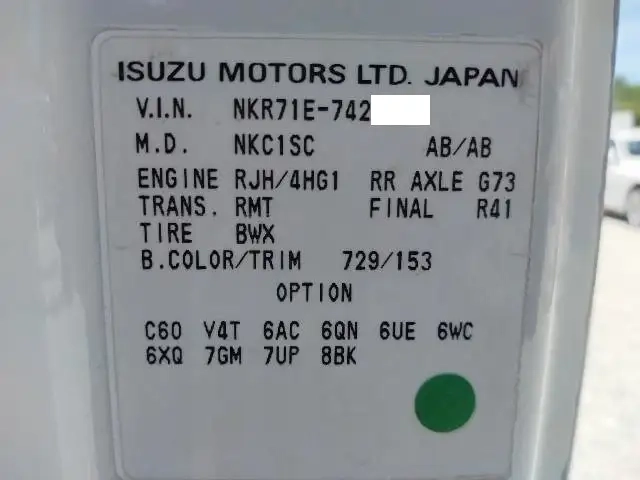 ISUZU MOTORS LTD. JAPAN
V.I.N. NKR71E-742
M.D. NKC1SC AB/AB
ENGINE RJH/4HG1 RR AXLE G73
TRANS. RMT FINAL R41
TIRE BWX
B.COLOR/TRIM 729/153
OPTION
C60 V4T 6AC 6QN 6UE 6WC
6XQ 7GM 7UP 8BK